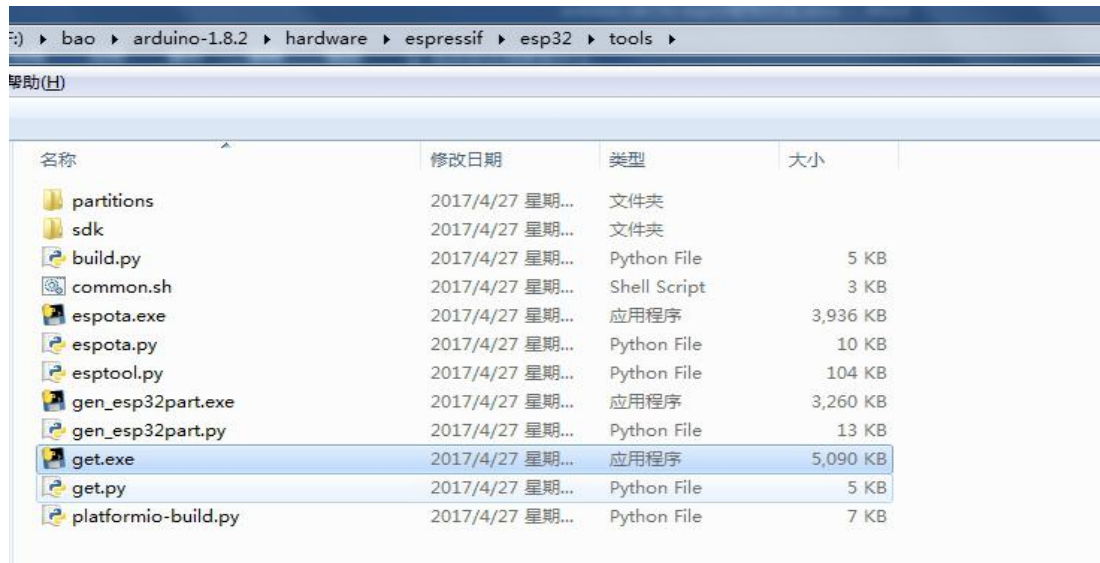 :) ▸ bao ▸ arduino-1.8.2 ▸ hardware ▸ espressif ▸ esp32 ▸ tools ▸
帮助(H)
名称 修改日期 类型 大小
partitions 2017/4/27 星期... 文件夹
sdk 2017/4/27 星期... 文件夹
build.py 2017/4/27 星期... Python File 5 KB
common.sh 2017/4/27 星期... Shell Script 3 KB
espota.exe 2017/4/27 星期... 应用程序 3,936 KB
espota.py 2017/4/27 星期... Python File 10 KB
esptool.py 2017/4/27 星期... Python File 104 KB
gen_esp32part.exe 2017/4/27 星期... 应用程序 3,260 KB
gen_esp32part.py 2017/4/27 星期... Python File 13 KB
get.exe 2017/4/27 星期... 应用程序 5,090 KB
get.py 2017/4/27 星期... Python File 5 KB
platformio-build.py 2017/4/27 星期... Python File 7 KB